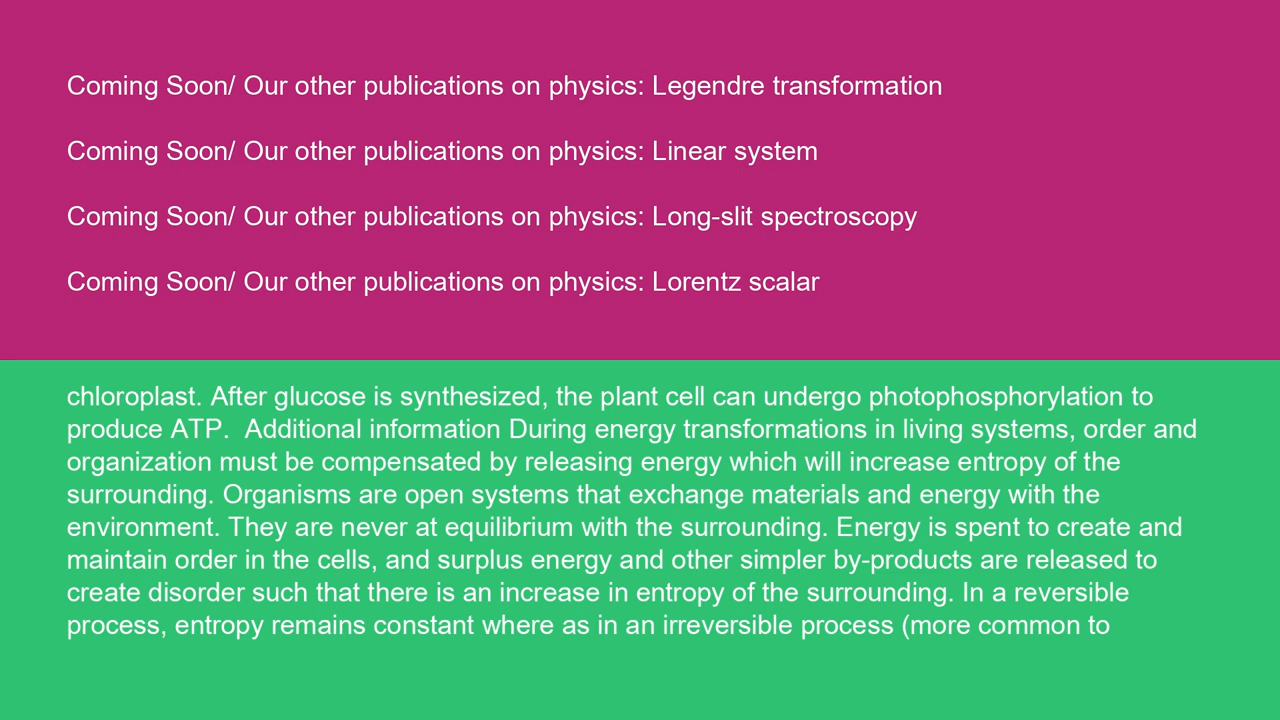 Coming Soon/ Our other publications on physics: Legendre transformation
Coming Soon/ Our other publications on physics: Linear system
Coming Soon/ Our other publications on physics: Long-slit spectroscopy
Coming Soon/ Our other publications on physics: Lorentz scalar
chloroplast. After glucose is synthesized, the plant cell can undergo photophosphorylation to
produce ATP.  Additional information During energy transformations in living systems, order and
organization must be compensated by releasing energy which will increase entropy of the
surrounding. Organisms are open systems that exchange materials and energy with the
environment. They are never at equilibrium with the surrounding. Energy is spent to create and
maintain order in the cells, and surplus energy and other simpler by-products are released to
create disorder such that there is an increase in entropy of the surrounding. In a reversible
process, entropy remains constant where as in an irreversible process (more common to